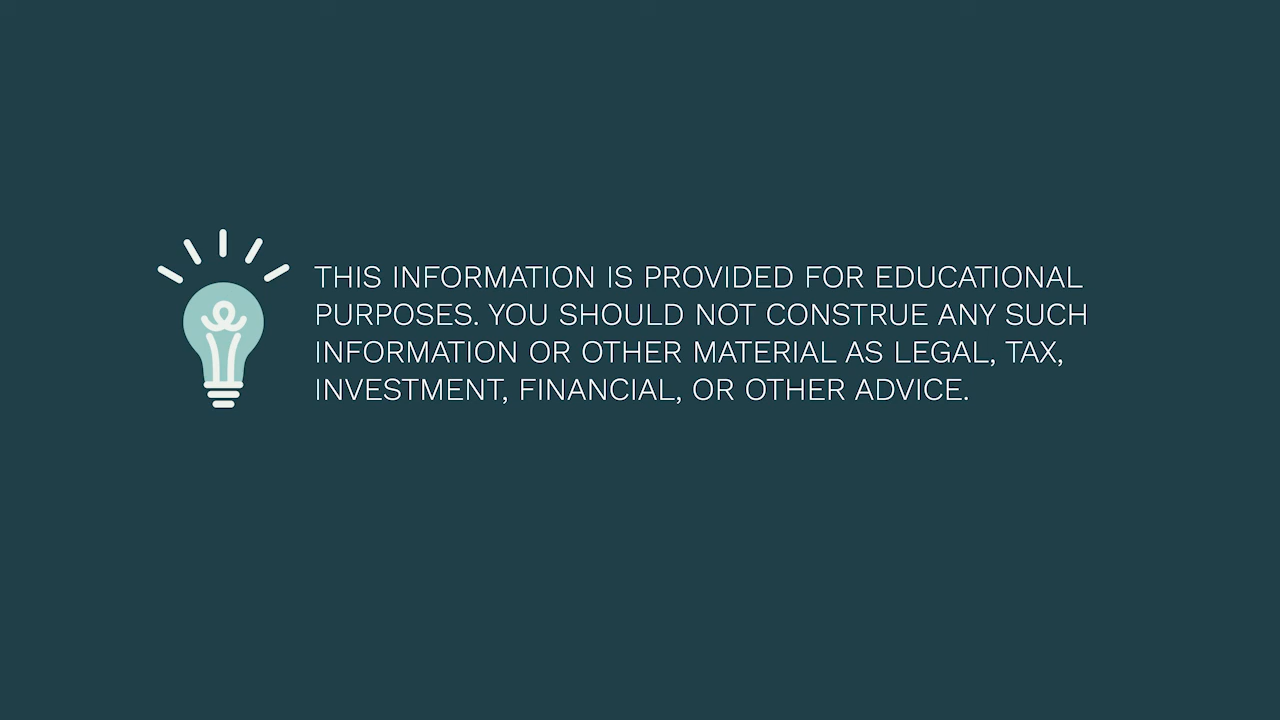 THIS INFORMATION IS PROVIDED FOR EDUCATIONAL
PURPOSES. YOU SHOULD NOT CONSTRUE ANY SUCH
INFORMATION OR OTHER MATERIAL AS LEGAL, TAX,
INVESTMENT, FINANCIAL, OR OTHER ADVICE.